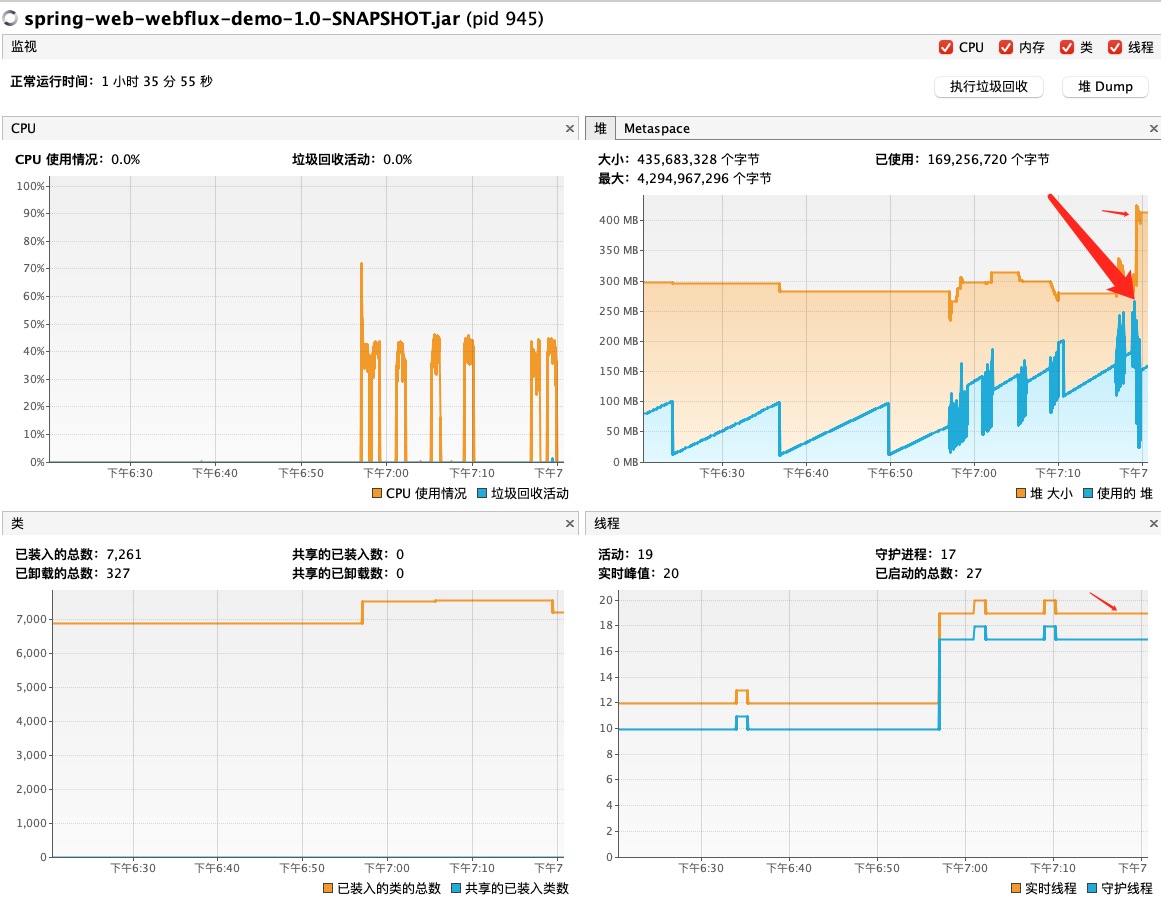 spring-web-webflux-demo-1.0-SNAPSHOT.jar (pid 945)
监视
CPU 内存 类 线程
正常运行时间: 1 小时 35 分 55 秒
执行垃圾回收 堆 Dump
CPU
CPU 使用情况: 0.0% 垃圾回收活动: 0.0%
100%
90%
80%
70%
60%
50%
40%
30%
20%
10%
0%
下午6:30 下午6:40 下午6:50 下午7:00 下午7:10 下午7
CPU 使用情况 垃圾回收活动
堆 Metaspace
大小: 435,683,328 个字节 已使用: 169,256,720 个字节
最大: 4,294,967,296 个字节
400 MB
350 MB
300 MB
250 MB
200 MB
150 MB
100 MB
50 MB
0 MB
下午6:30 下午6:40 下午6:50 下午7:00 下午7:10 下午7
堆 大小 使用的 堆
类
已装入的总数: 7,261 共享的已装入数: 0
已卸载的总数: 327 共享的已卸载数: 0
7,000
6,000
5,000
4,000
3,000
2,000
1,000
0
下午6:30 下午6:40 下午6:50 下午7:00 下午7:10 下午7
已装入的类的总数 共享的已装入类数
线程
活动: 19 守护进程: 17
实时峰值: 20 已启动的总数: 27
20
18
16
14
12
10
8
6
4
2
0
下午6:30 下午6:40 下午6:50 下午7:00 下午7:10 下午7
实时线程 守护线程